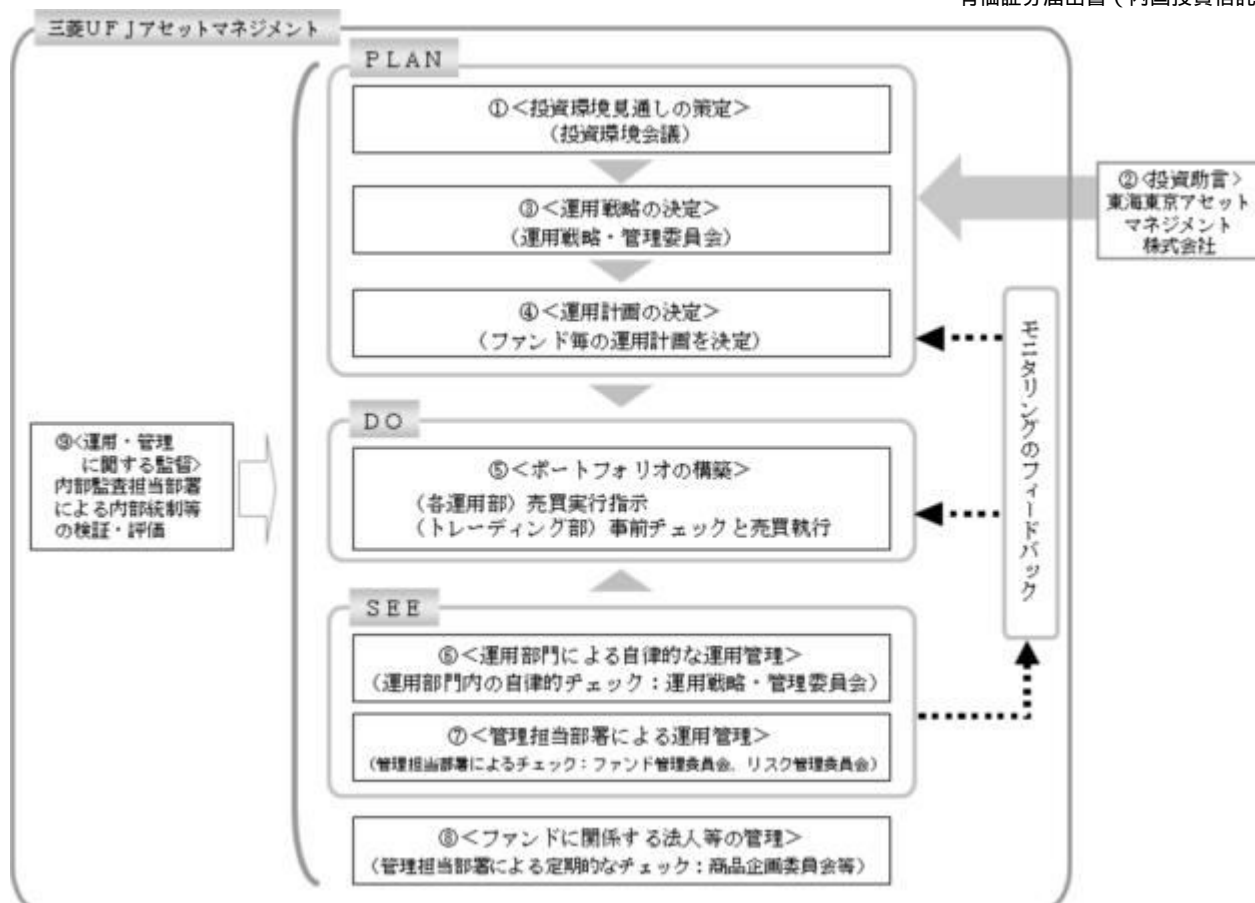 有価証券届出書（内国投資信託
三菱ＵＦＪアセットマネジメント
ＰＬＡＮ
①＜投資環境見通しの策定＞
（投資環境会議）
②＜投資助言＞
東海東京アセット
マネジメント
株式会社
③＜運用戦略の決定＞
（運用戦略・管理委員会）
④＜運用計画の決定＞
（ファンド毎の運用計画を決定）
モニタリングのフィードバック
ＤＯ
⑤＜ポートフォリオの構築＞
（各運用部）売買実行指示
（トレーディング部）事前チェックと売買執行
⑨＜運用・管理
に関する監督＞
内部監査担当部署
による内部統制等
の検証・評価
ＳＥＥ
⑥＜運用部門による自律的な運用管理＞
（運用部門内の自律的チェック：運用戦略・管理委員会）
⑦＜管理担当部署による運用管理＞
（管理担当部署によるチェック：ファンド管理委員会、リスク管理委員会）
⑧＜ファンドに関係する法人等の管理＞
（管理担当部署による定期的なチェック：商品企画委員会等）